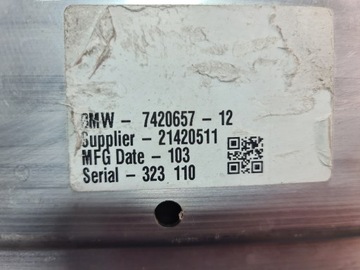 BMW - 7420657 - 12
Supplier - 21420511
MFG Date - 103
Serial - 323 110